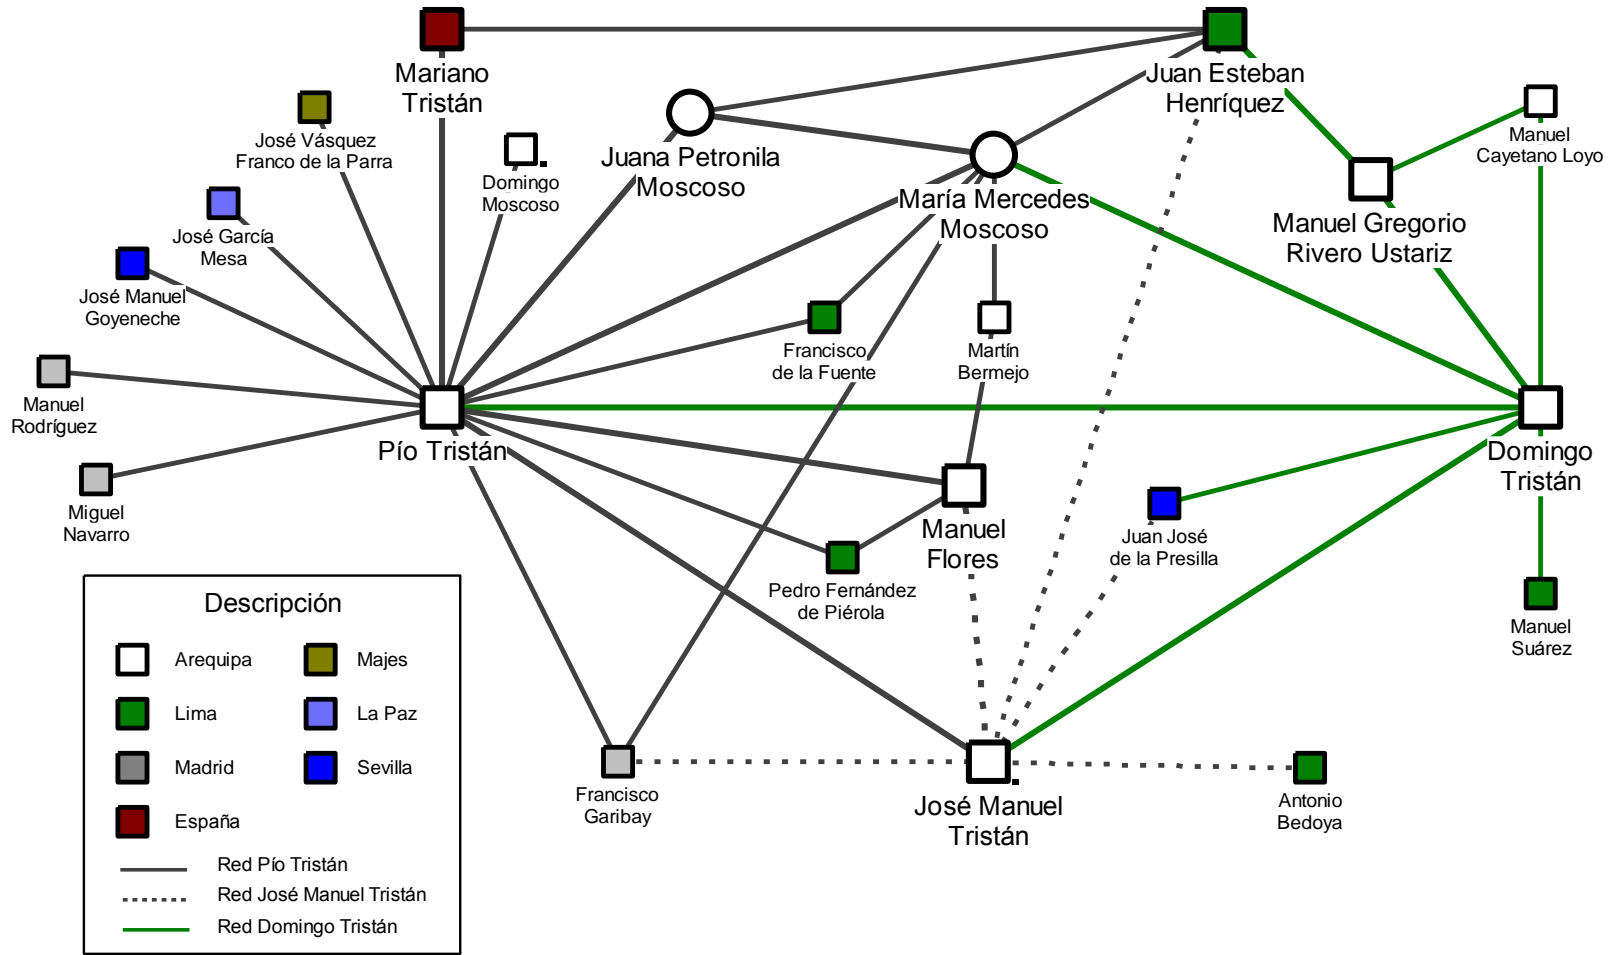 Mariano
Tristán
Juan Esteban
Henríquez
José Vásquez
Franco de la Parra
Manuel
Cayetano Loyo
Juana Petronila
Moscoso
Domingo
Moscoso
María Mercedes
Moscoso
Manuel Gregorio
Rivero Ustariz
José García
Mesa
José Manuel
Goyeneche
Francisco
de la Fuente
Martín
Bermejo
Manuel
Rodríguez
Pío Tristán
Domingo
Tristán
Miguel
Navarro
Manuel
Flores
Juan José
de la Presilla
Pedro Fernández
de Piérola
Manuel
Suárez
Francisco
Garibay
José Manuel
Tristán
Antonio
Bedoya
Descripción
Arequipa
Majes
Lima
La Paz
Madrid
Sevilla
España
Red Pío Tristán
Red José Manuel Tristán
Red Domingo Tristán